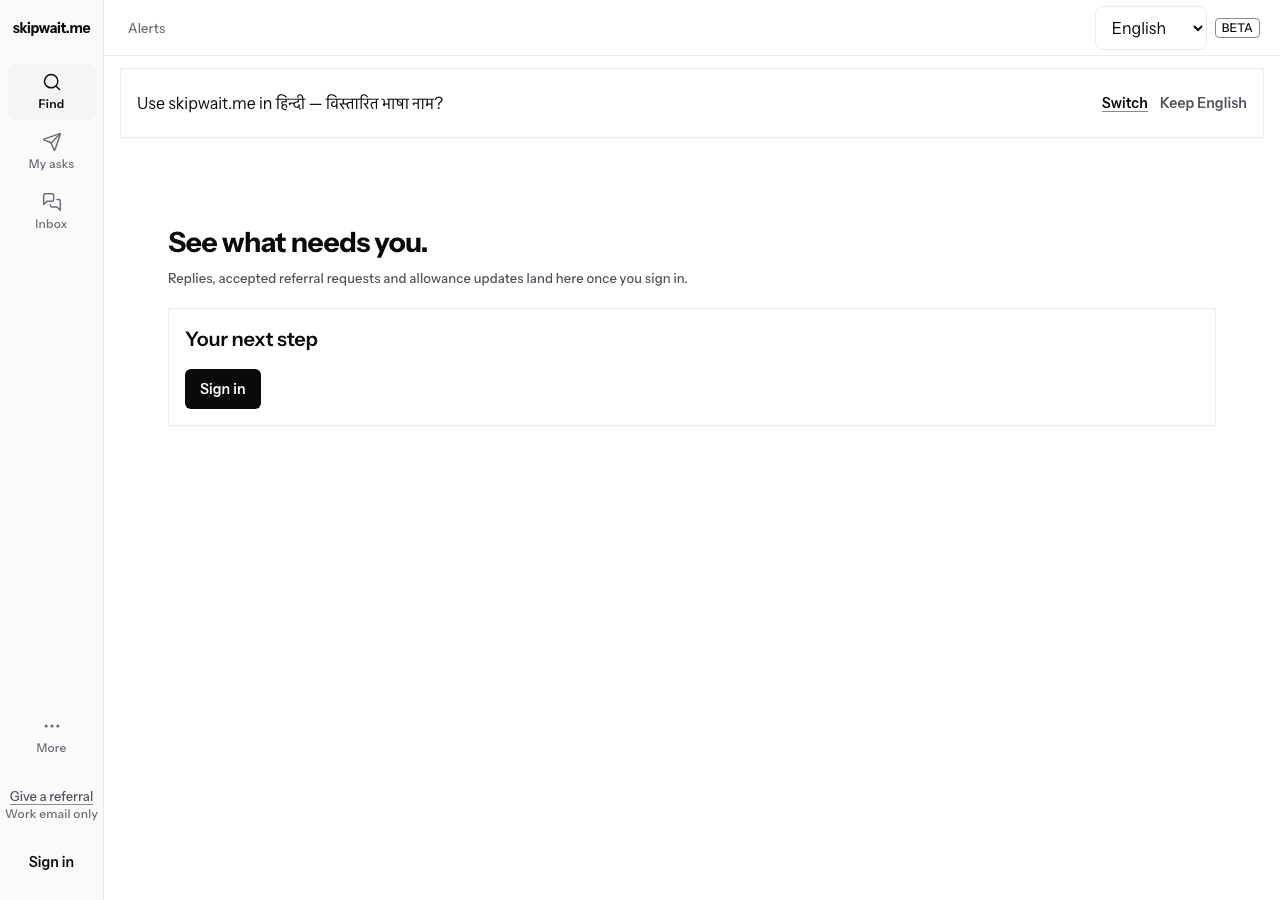 skipwait.me
Alerts
English
BETA
Find
My asks
Inbox
Use skipwait.me in हिन्दी — विस्तारित भाषा नाम?
Switch
Keep English
See what needs you.
Replies, accepted referral requests and allowance updates land here once you sign in.
Your next step
Sign in
More
Give a referral
Work email only
Sign in